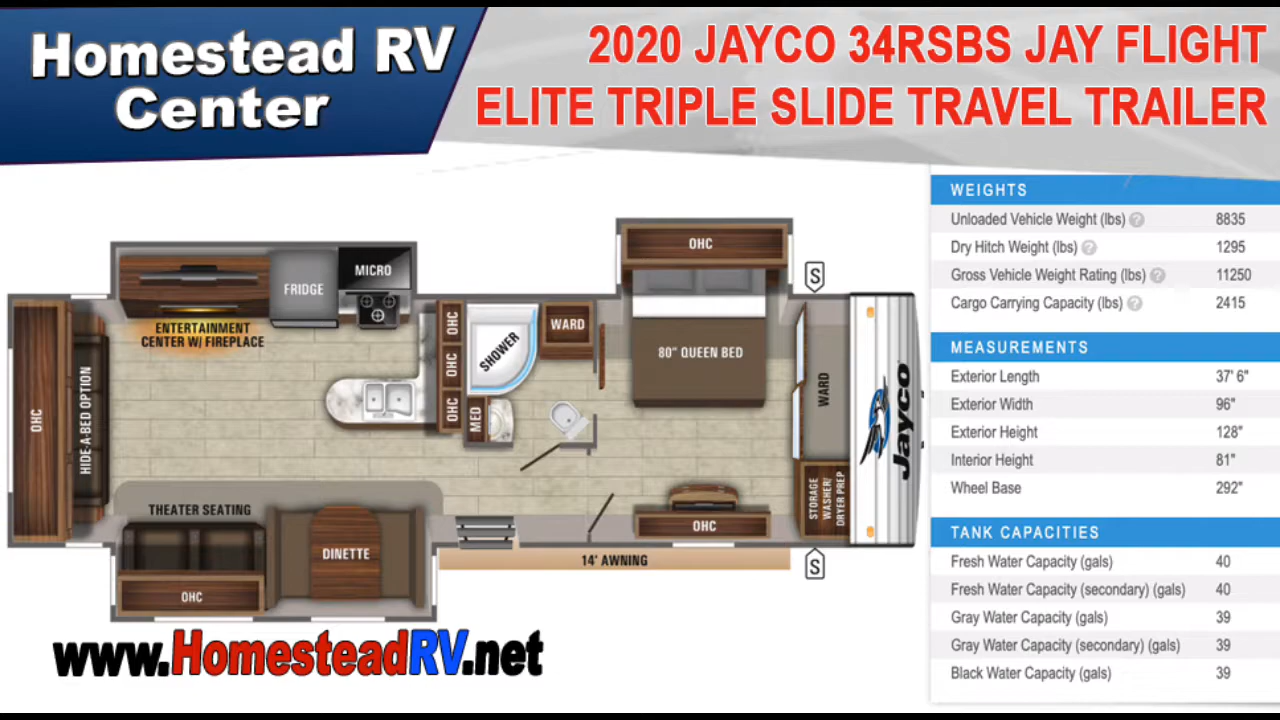 Homestead RV
Center
2020 JAYCO 34RSBS JAY FLIGHT
ELITE TRIPLE SLIDE TRAVEL TRAILER
OHC
HIDE-A-BED OPTION
ENTERTAINMENT
CENTER W/ FIREPLACE
FRIDGE
MICRO
OHC
OHC
OHC
SHOWER
MED
WARD
OHC
80" QUEEN BED
S
WARD
STORAGE
WASHER/
DRYER PREP
Jayco
THEATER SEATING
OHC
DINETTE
OHC
14' AWNING
S
www.HomesteadRV.net
WEIGHTS
Unloaded Vehicle Weight (lbs) ? 8835
Dry Hitch Weight (lbs) ? 1295
Gross Vehicle Weight Rating (lbs) ? 11250
Cargo Carrying Capacity (lbs) ? 2415
MEASUREMENTS
Exterior Length 37' 6"
Exterior Width 96"
Exterior Height 128"
Interior Height 81"
Wheel Base 292"
TANK CAPACITIES
Fresh Water Capacity (gals) 40
Fresh Water Capacity (secondary) (gals) 40
Gray Water Capacity (gals) 39
Gray Water Capacity (secondary) (gals) 39
Black Water Capacity (gals) 39